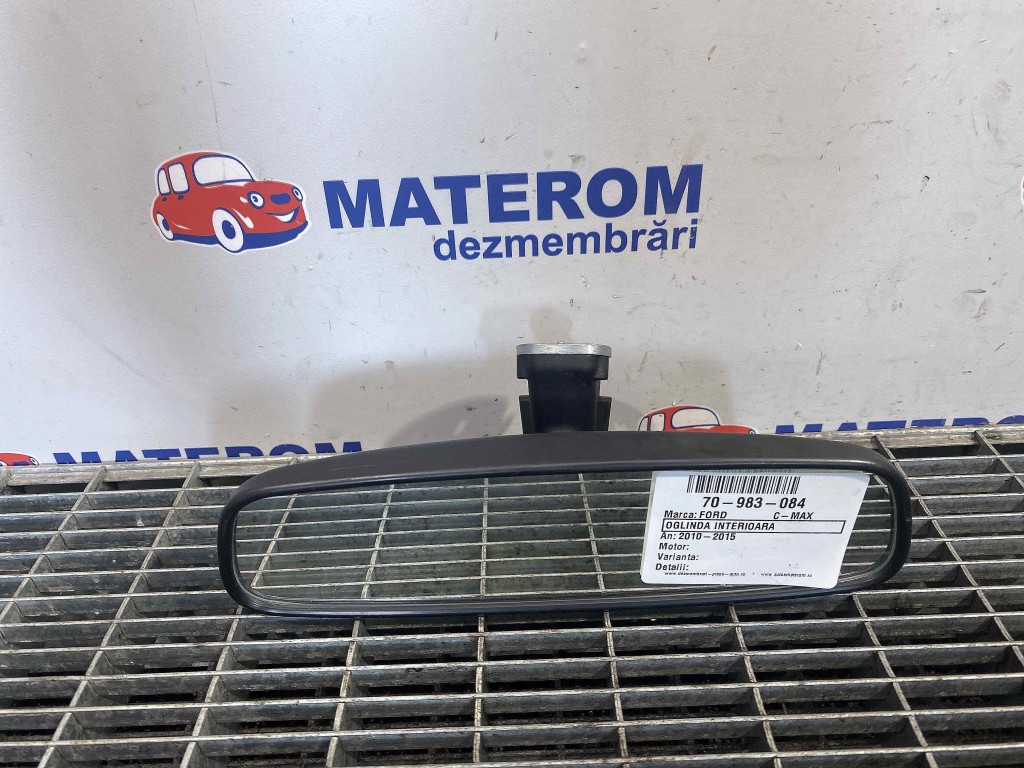 MATEROM
dezmembrări
MATEROM
70-983-084
Marca: FORD C-MAX
OGLINDA INTERIOARA
An: 2010-2015
Motor:
Varianta:
Detalii: